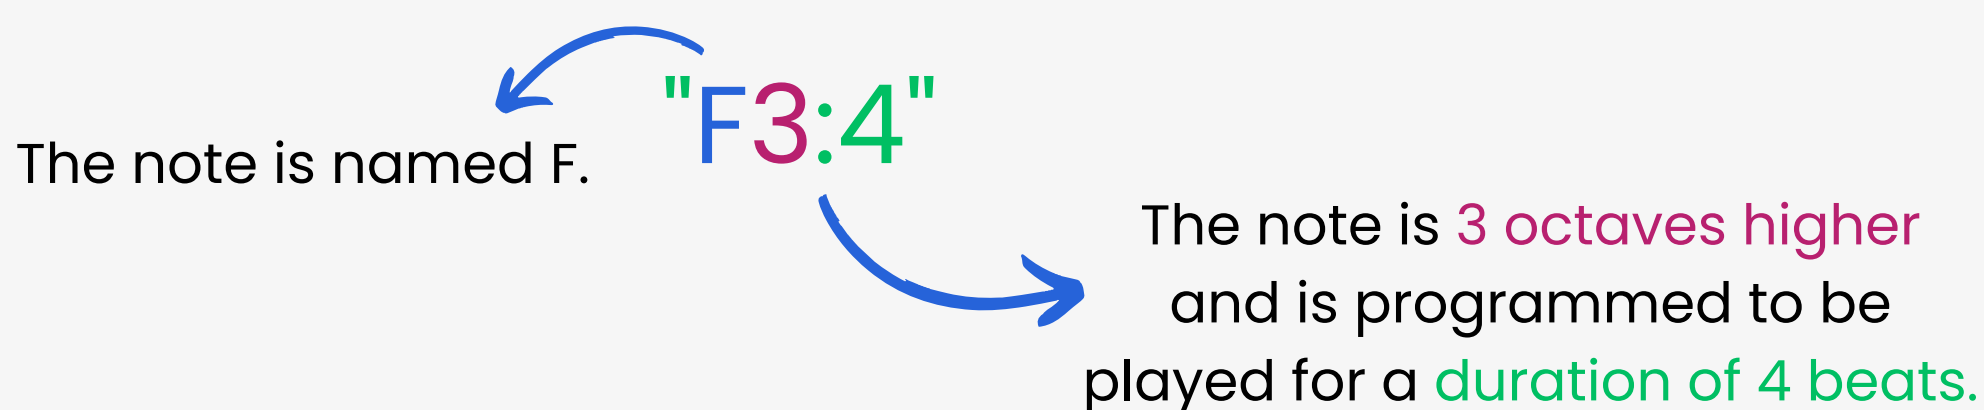 "F3:4"
The note is named F.
The note is 3 octaves higher
and is programmed to be
played for a duration of 4 beats.